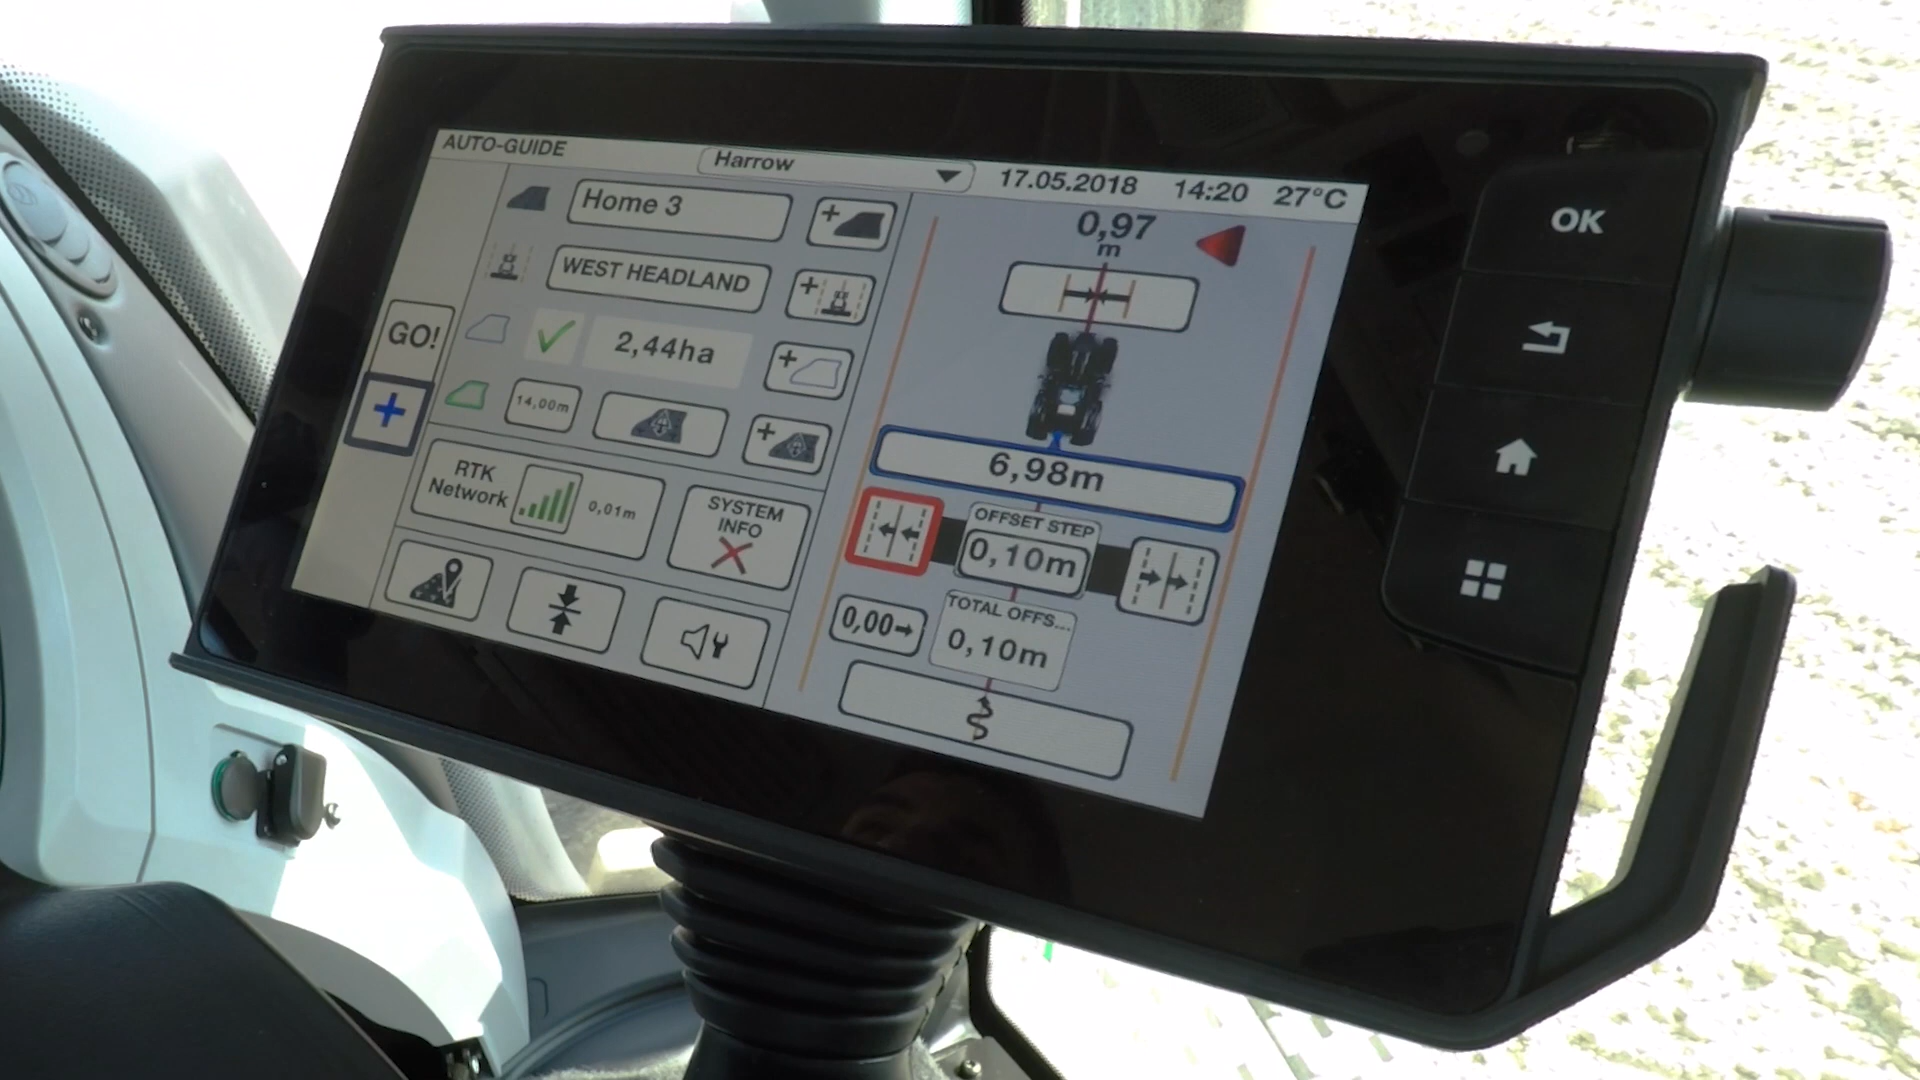 AUTO-GUIDE
Harrow
17.05.2018 14:20 27°C
Home 3
WEST HEADLAND
GO!
2,44ha
14,00m
RTK
Network
0,01m
SYSTEM
INFO
0,97
m
6,98m
OFFSET STEP
0,10m
0,00
TOTAL OFFS...
0,10m
OK